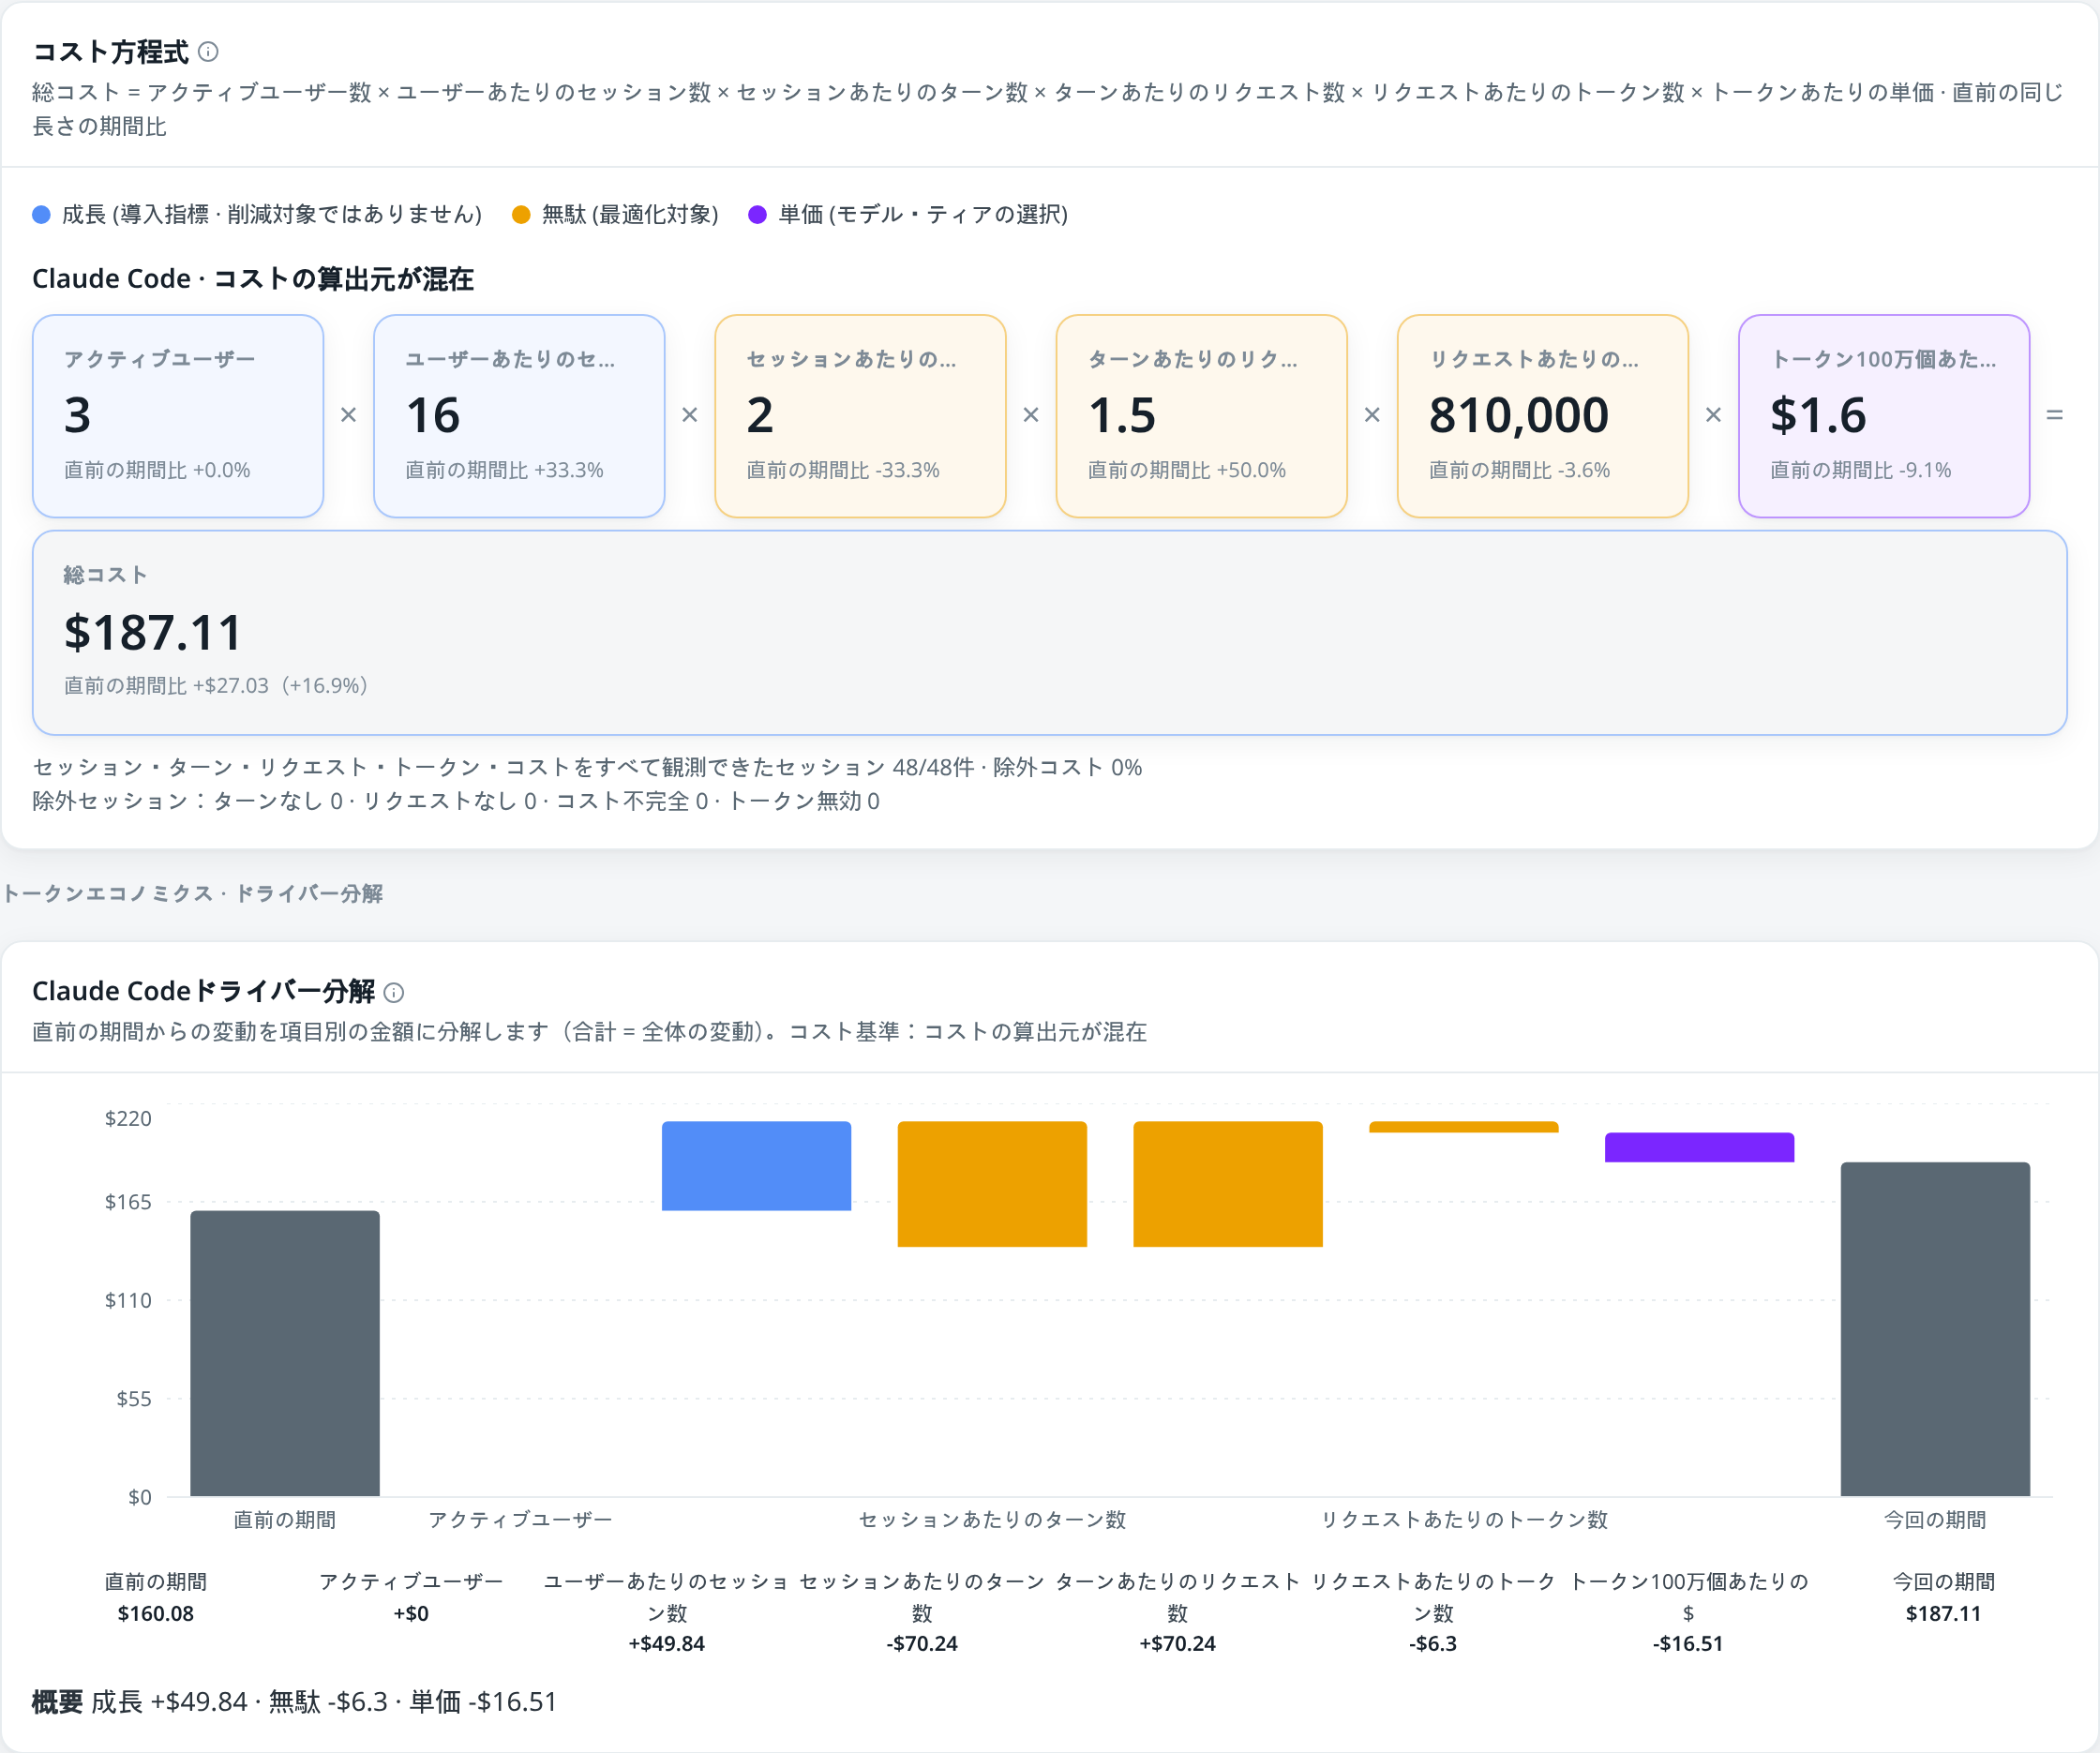 コスト方程式
総コスト = アクティブユーザー数 × ユーザーあたりのセッション数 × セッションあたりのターン数 × ターンあたりのリクエスト数 × リクエストあたりのトークン数 × トークンあたりの単価 · 直前の同じ
長さの期間比
成長 (導入指標 · 削減対象ではありません) 無駄 (最適化対象) 単価 (モデル・ティアの選択)
Claude Code · コストの算出元が混在
アクティブユーザー
3
直前の期間比 +0.0%
×
ユーザーあたりのセ...
16
直前の期間比 +33.3%
×
セッションあたりの...
2
直前の期間比 -33.3%
×
ターンあたりのリク...
1.5
直前の期間比 +50.0%
×
リクエストあたりの...
810,000
直前の期間比 -3.6%
×
トークン100万個あた...
$1.6
直前の期間比 -9.1%
=
総コスト
$187.11
直前の期間比 +$27.03（+16.9%）
セッション・ターン・リクエスト・トークン・コストをすべて観測できたセッション 48/48件 · 除外コスト 0%
除外セッション：ターンなし 0 · リクエストなし 0 · コスト不完全 0 · トークン無効 0
トークンエコノミクス · ドライバー分解
Claude Codeドライバー分解
直前の期間からの変動を項目別の金額に分解します（合計 = 全体の変動）。コスト基準：コストの算出元が混在
$220
$165
$110
$55
$0
直前の期間 アクティブユーザー セッションあたりのターン数 リクエストあたりのトークン数 今回の期間
直前の期間
$160.08
アクティブユーザー
+$0
ユーザーあたりのセッショ
ン数
+$49.84
セッションあたりのターン
数
-$70.24
ターンあたりのリクエスト
数
+$70.24
リクエストあたりのトーク
ン数
-$6.3
トークン100万個あたりの
$
-$16.51
今回の期間
$187.11
概要 成長 +$49.84 · 無駄 -$6.3 · 単価 -$16.51